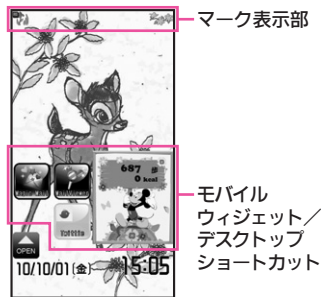 マーク表示部
687 歩
0 kcal
モバイル
ウィジェット／
デスクトップ
ショートカット
OPEN
10/10/01(金) 15:05